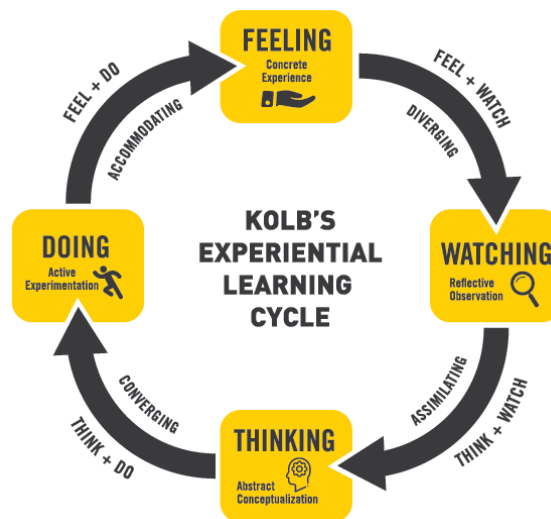 FEELING
Concrete
Experience
FEEL + DO
ACCOMMODATING
FEEL + WATCH
DIVERGING
DOING
Active
Experimentation
KOLB'S
EXPERIENTIAL
LEARNING
CYCLE
WATCHING
Reflective
Observation
CONVERGING
THINK + DO
ASSIMILATING
THINK + WATCH
THINKING
Abstract
Conceptualization